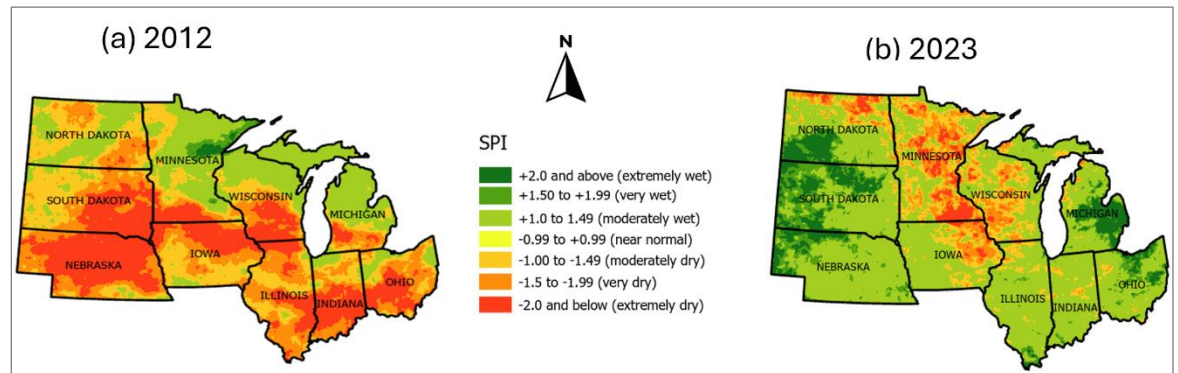 (a) 2012
NORTH DAKOTA
MINNESOTA
SOUTH DAKOTA
WISCONSIN
MICHIGAN
NEBRASKA
IOWA
ILLINOIS
INDIANA
OHIO
N
SPI
+2.0 and above (extremely wet)
+1.50 to +1.99 (very wet)
+1.0 to 1.49 (moderately wet)
-0.99 to +0.99 (near normal)
-1.00 to -1.49 (moderately dry)
-1.5 to -1.99 (very dry)
-2.0 and below (extremely dry)
(b) 2023
NORTH DAKOTA
MINNESOTA
SOUTH DAKOTA
WISCONSIN
MICHIGAN
NEBRASKA
IOWA
ILLINOIS
INDIANA
OHIO